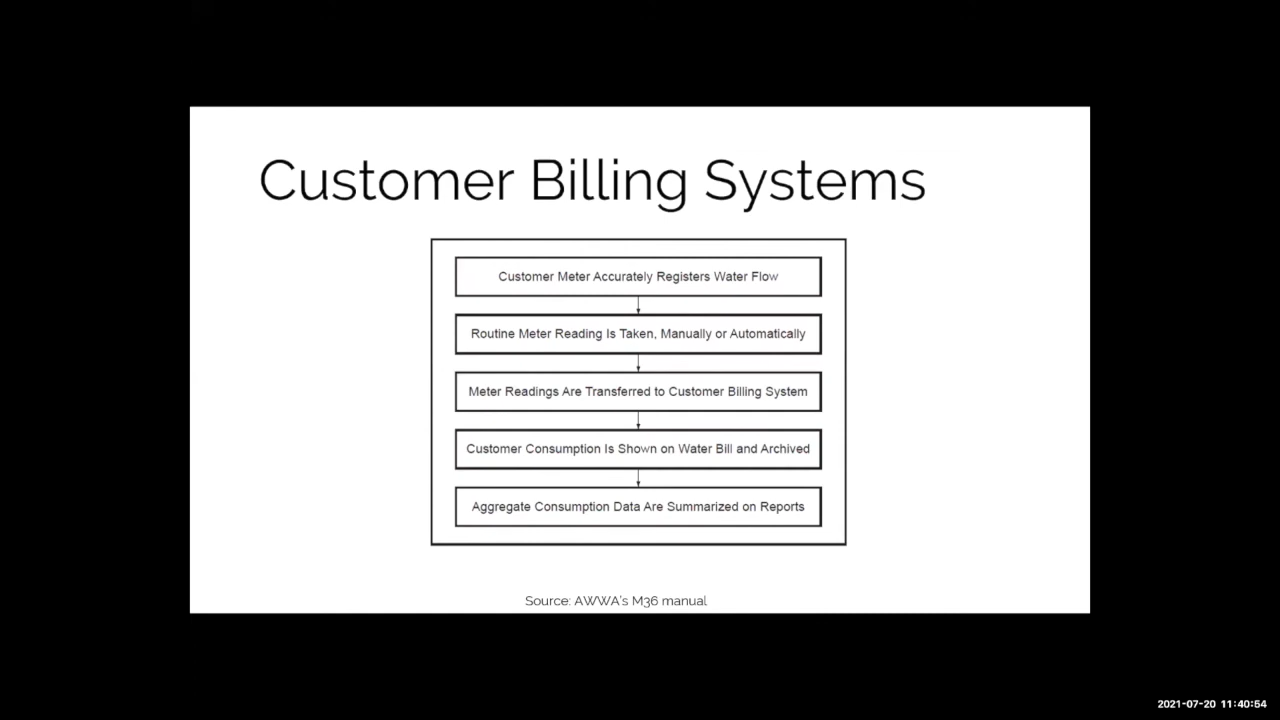 Customer Billing Systems
Customer Meter Accurately Registers Water Flow
Routine Meter Reading Is Taken, Manually or Automatically
Meter Readings Are Transferred to Customer Billing System
Customer Consumption Is Shown on Water Bill and Archived
Aggregate Consumption Data Are Summarized on Reports
Source: AWWA's M36 manual
2021-07-20 11:40:54